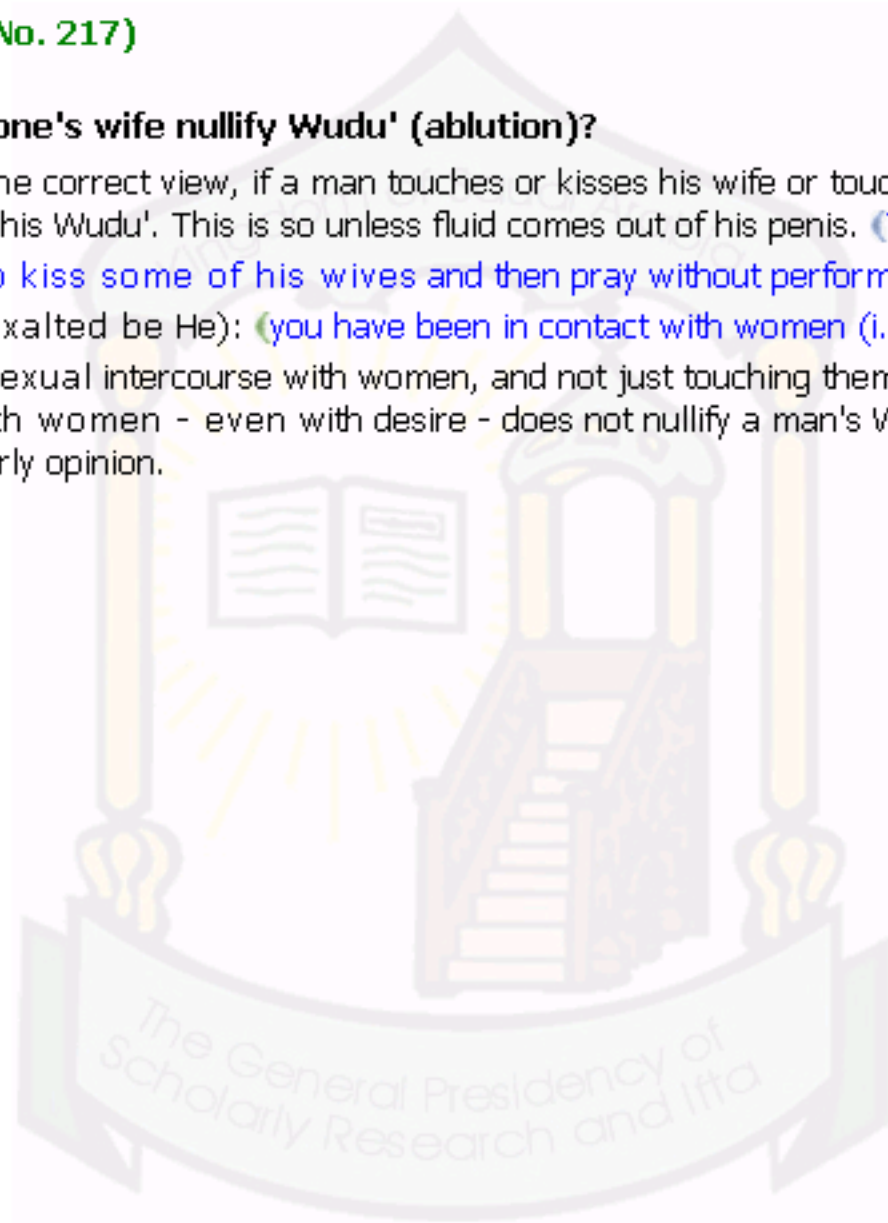 No. 217)
one's wife nullify Wudu' (ablution)?
he correct view, if a man touches or kisses his wife or touc
his Wudu'. This is so unless fluid comes out of his penis. (
kiss some of his wives and then pray without perform
xalted be He): (you have been in contact with women (i.
exual intercourse with women, and not just touching them
th women - even with desire - does not nullify a man's W
rly opinion.
Kingdom of Saudi Arabia
The General Presidency of
Scholarly Research and Ifta